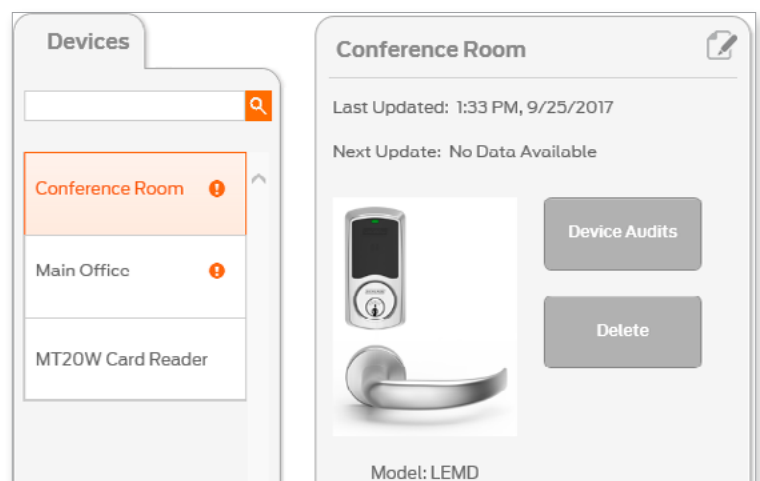 Devices
Conference Room
Main Office
MT20W Card Reader
Conference Room
Last Updated: 1:33 PM, 9/25/2017
Next Update: No Data Available
Device Audits
Delete
Model: LEMD